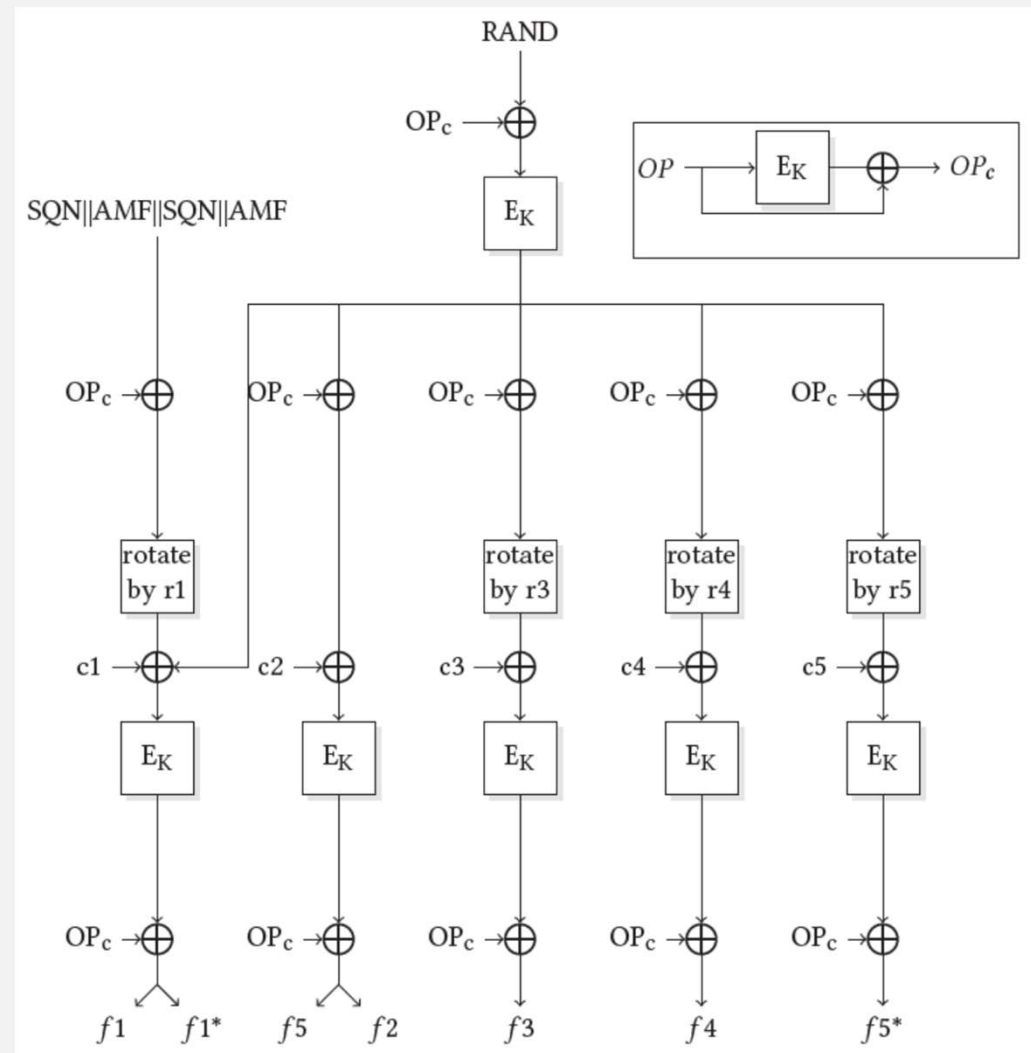 RAND
OPc
OP EK OPc
SQN||AMF||SQN||AMF
EK
OPc OPc OPc OPc OPc
rotate rotate rotate rotate
by r1 by r3 by r4 by r5
c1 c2 c3 c4 c5
EK EK EK EK EK
OPc OPc OPc OPc OPc
f1 f1* f5 f2 f3 f4 f5*